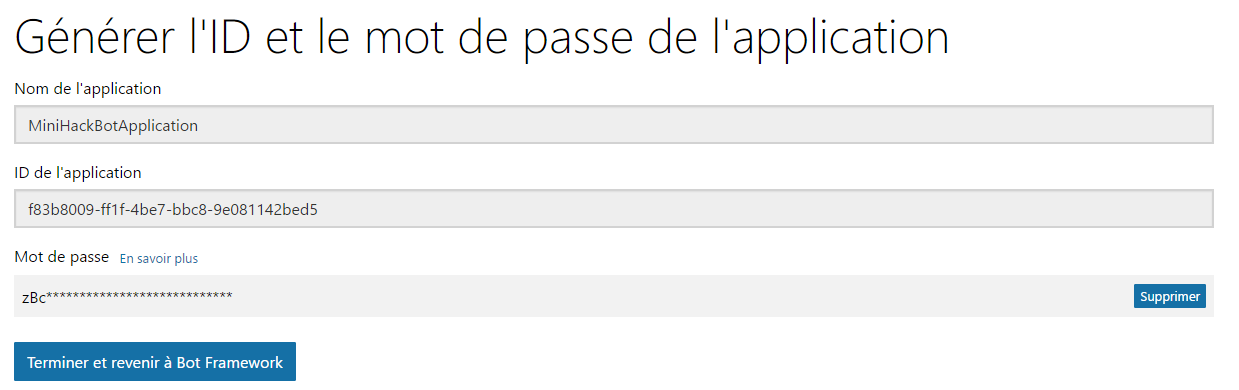 Générer l'ID et le mot de passe de l'application
Nom de l'application
MiniHackBotApplication
ID de l'application
f83b8009-ff1f-4be7-bbc8-9e081142bed5
Mot de passe En savoir plus
zBc****************************
Supprimer
Terminer et revenir à Bot Framework